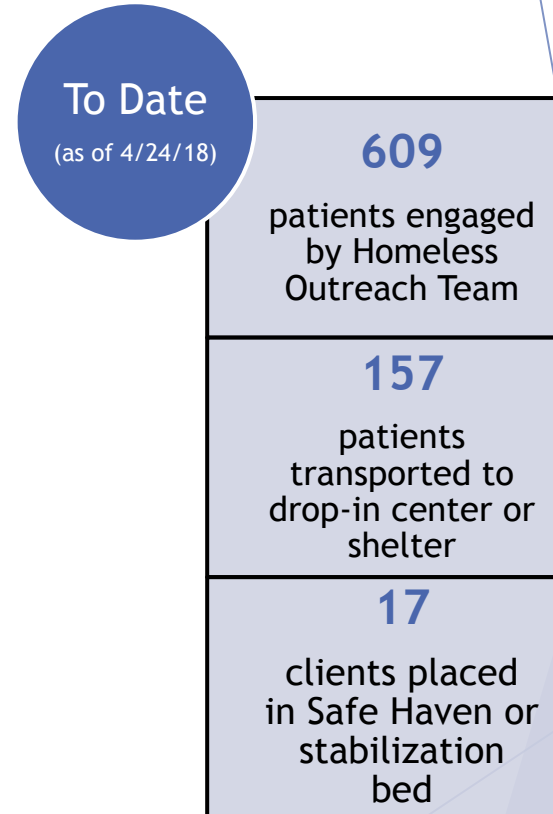 To Date
(as of 4/24/18)
609
patients engaged
by Homeless
Outreach Team
157
patients
transported to
drop-in center or
shelter
17
clients placed
in Safe Haven or
stabilization
bed